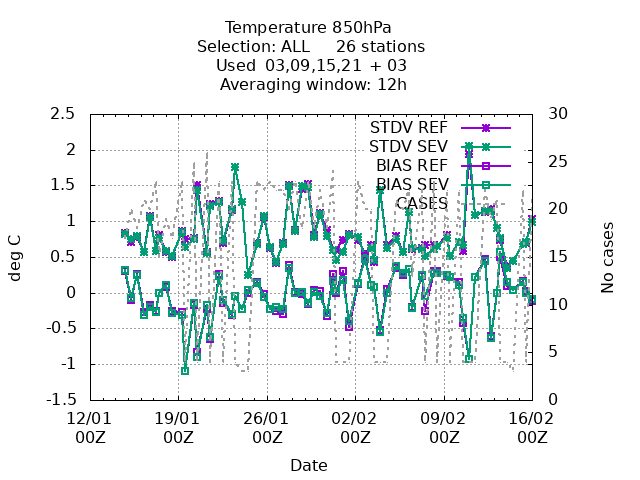 Temperature 850hPa
Selection: ALL 26 stations
Used 03,09,15,21 + 03
Averaging window: 12h
2.5
2
1.5
1
0.5
0
-0.5
-1
-1.5
deg C
30
25
20
15
10
5
0
No cases
STDV REF
STDV SEV
BIAS REF
BIAS SEV
CASES
12/01 19/01 26/01 02/02 09/02 16/02
00Z 00Z 00Z 00Z 00Z 00Z
Date